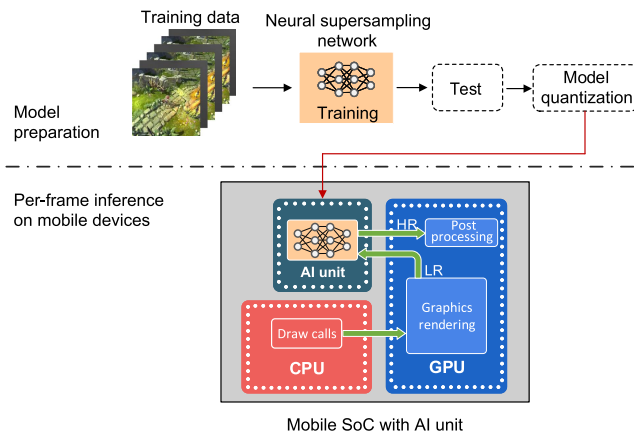 Training data
Neural supersampling
network
Training
Test
Model
quantization
Model
preparation
Per-frame inference
on mobile devices
HR
Post
processing
AI unit
LR
Graphics
rendering
Draw calls
CPU
GPU
Mobile SoC with AI unit